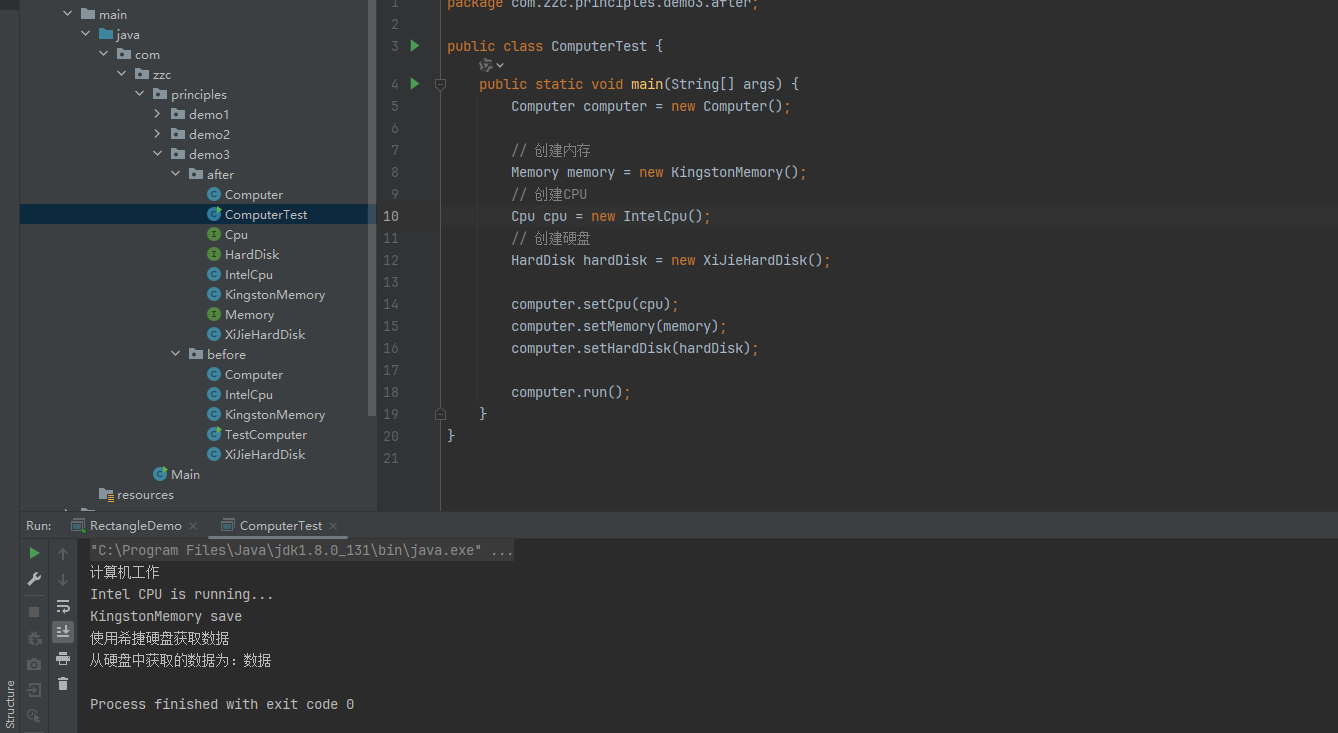 main
java
com
zzc
principles
demo1
demo2
demo3
after
Computer
ComputerTest
Cpu
HardDisk
IntelCpu
KingstonMemory
Memory
XiJieHardDisk
before
Computer
IntelCpu
KingstonMemory
TestComputer
XiJieHardDisk
Main
resources
1 package com.zzc.principles.demo3.after;
2
3 public class ComputerTest {
4 public static void main(String[] args) {
5 Computer computer = new Computer();
6
7 // 创建内存
8 Memory memory = new KingstonMemory();
9 // 创建CPU
10 Cpu cpu = new IntelCpu();
11 // 创建硬盘
12 HardDisk hardDisk = new XiJieHardDisk();
13
14 computer.setCpu(cpu);
15 computer.setMemory(memory);
16 computer.setHardDisk(hardDisk);
17
18 computer.run();
19 }
20 }
21
Run: RectangleDemo ComputerTest
"C:\Program Files\Java\jdk1.8.0_131\bin\java.exe" ...
计算机工作
Intel CPU is running...
KingstonMemory save
使用希捷硬盘获取数据
从硬盘中获取的数据为：数据
Process finished with exit code 0
Structure